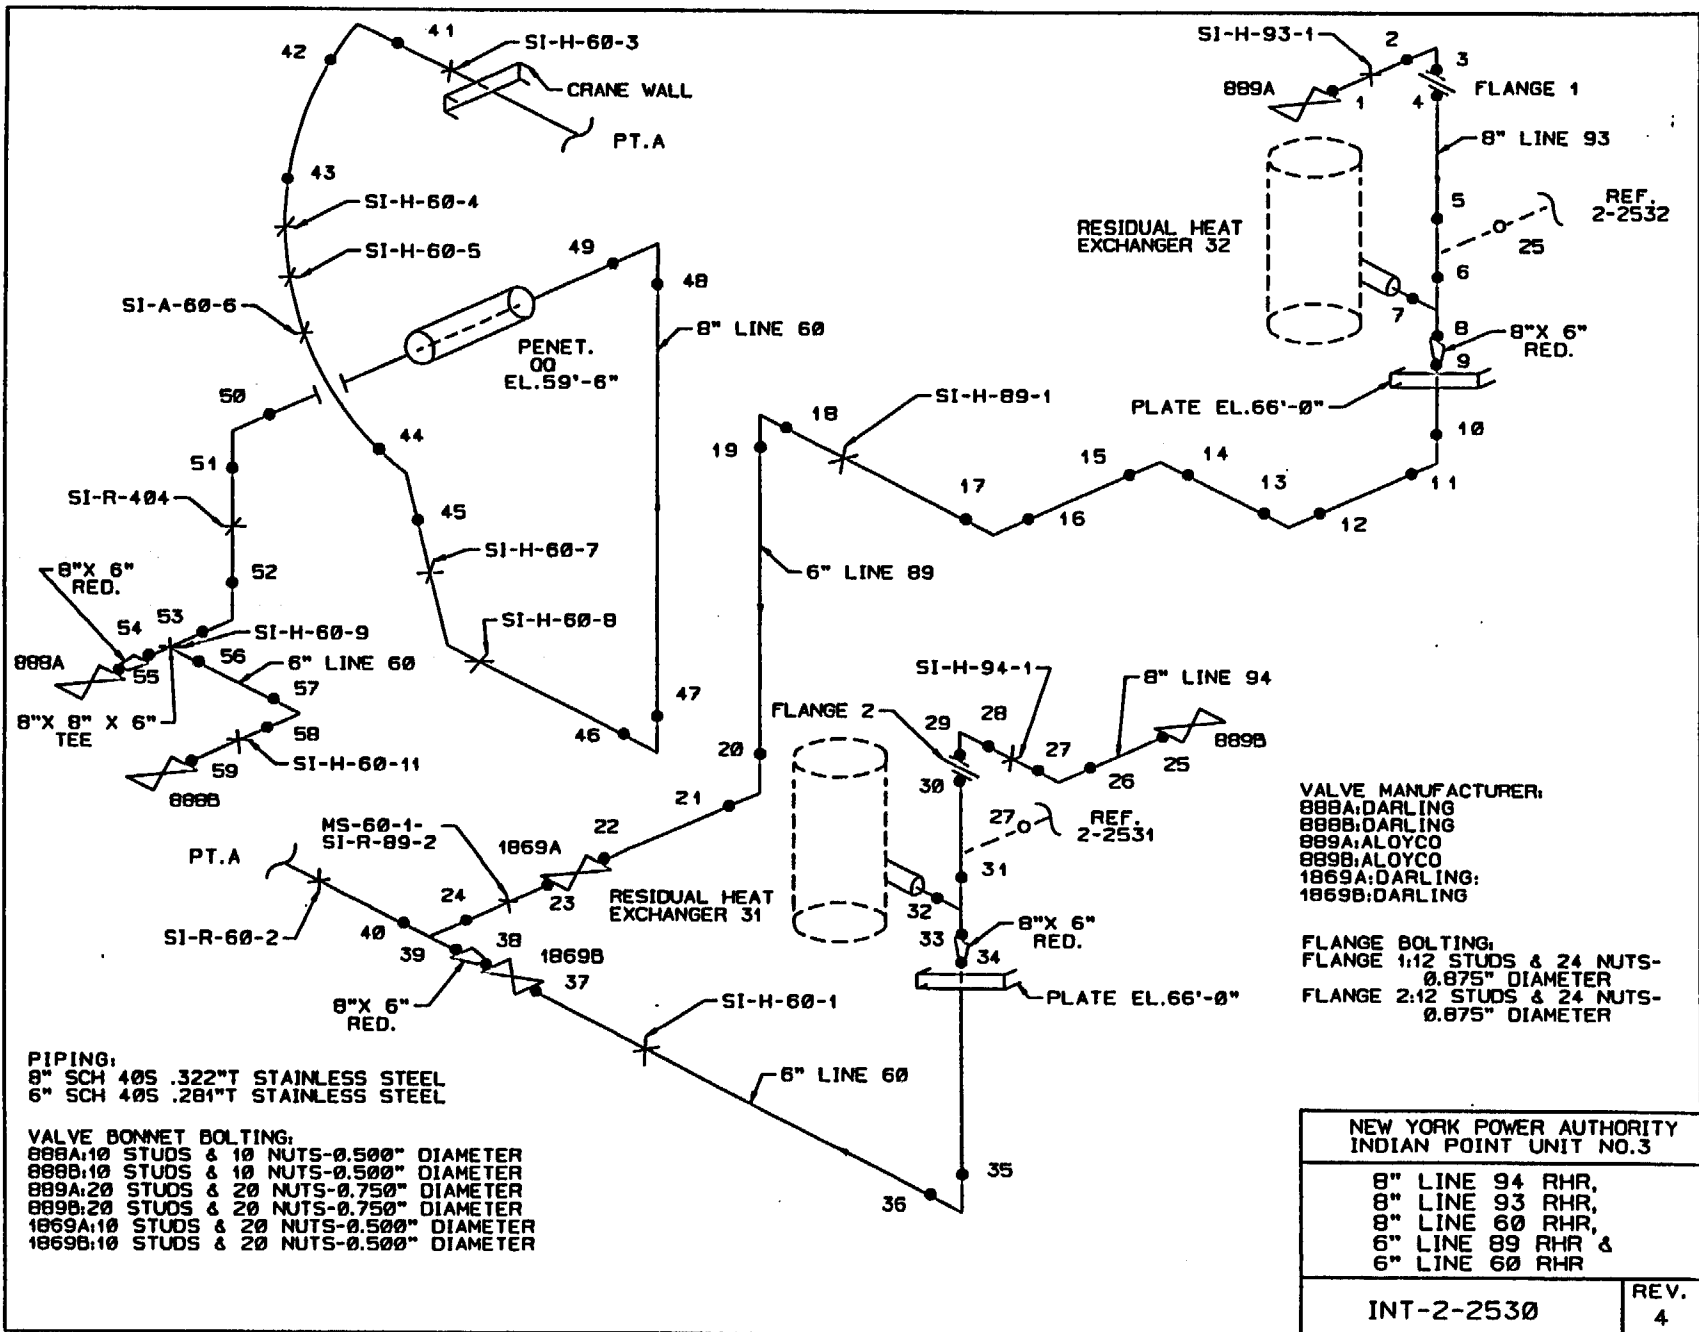 41
42
SI-H-60-3
CRANE WALL
PT.A
43
SI-H-60-4
SI-H-60-5
SI-A-60-6
49
48
8" LINE 60
PENET.
QQ
EL.59'-6"
50
44
51
SI-R-404
45
SI-H-60-7
52
8"X 6"
RED.
53
54
SI-H-60-9
SI-H-60-8
888A
55
56
6" LINE 60
57
8"X 8" X 6"
TEE
58
59
SI-H-60-11
888B
46
47
SI-H-93-1
2
3
889A
1
4
FLANGE 1
8" LINE 93
5
REF.
2-2532
25
RESIDUAL HEAT
EXCHANGER 32
6
7
8
8"X 6"
RED.
9
PLATE EL.66'-0"
10
11
12
13
14
15
16
17
18
SI-H-89-1
19
6" LINE 89
20
21
22
MS-60-1-
SI-R-89-2
1869A
PT.A
24
23
RESIDUAL HEAT
EXCHANGER 31
SI-R-60-2
40
39
38
1869B
37
8"X 6"
RED.
SI-H-60-1
6" LINE 60
SI-H-94-1
8" LINE 94
FLANGE 2
29
28
27
26
25
889B
30
27
REF.
2-2531
31
32
33
8"X 6"
RED.
34
PLATE EL.66'-0"
35
36
VALVE MANUFACTURER:
888A:DARLING
888B:DARLING
889A:ALOYCO
889B:ALOYCO
1869A:DARLING:
1869B:DARLING
FLANGE BOLTING:
FLANGE 1:12 STUDS & 24 NUTS-
0.875" DIAMETER
FLANGE 2:12 STUDS & 24 NUTS-
0.875" DIAMETER
PIPING:
8" SCH 40S .322"T STAINLESS STEEL
6" SCH 40S .281"T STAINLESS STEEL
VALVE BONNET BOLTING:
888A:10 STUDS & 10 NUTS-0.500" DIAMETER
888B:10 STUDS & 10 NUTS-0.500" DIAMETER
889A:20 STUDS & 20 NUTS-0.750" DIAMETER
889B:20 STUDS & 20 NUTS-0.750" DIAMETER
1869A:10 STUDS & 20 NUTS-0.500" DIAMETER
1869B:10 STUDS & 20 NUTS-0.500" DIAMETER
NEW YORK POWER AUTHORITY
INDIAN POINT UNIT NO.3
8" LINE 94 RHR,
8" LINE 93 RHR,
8" LINE 60 RHR,
6" LINE 89 RHR &
6" LINE 60 RHR
INT-2-2530
REV.
4